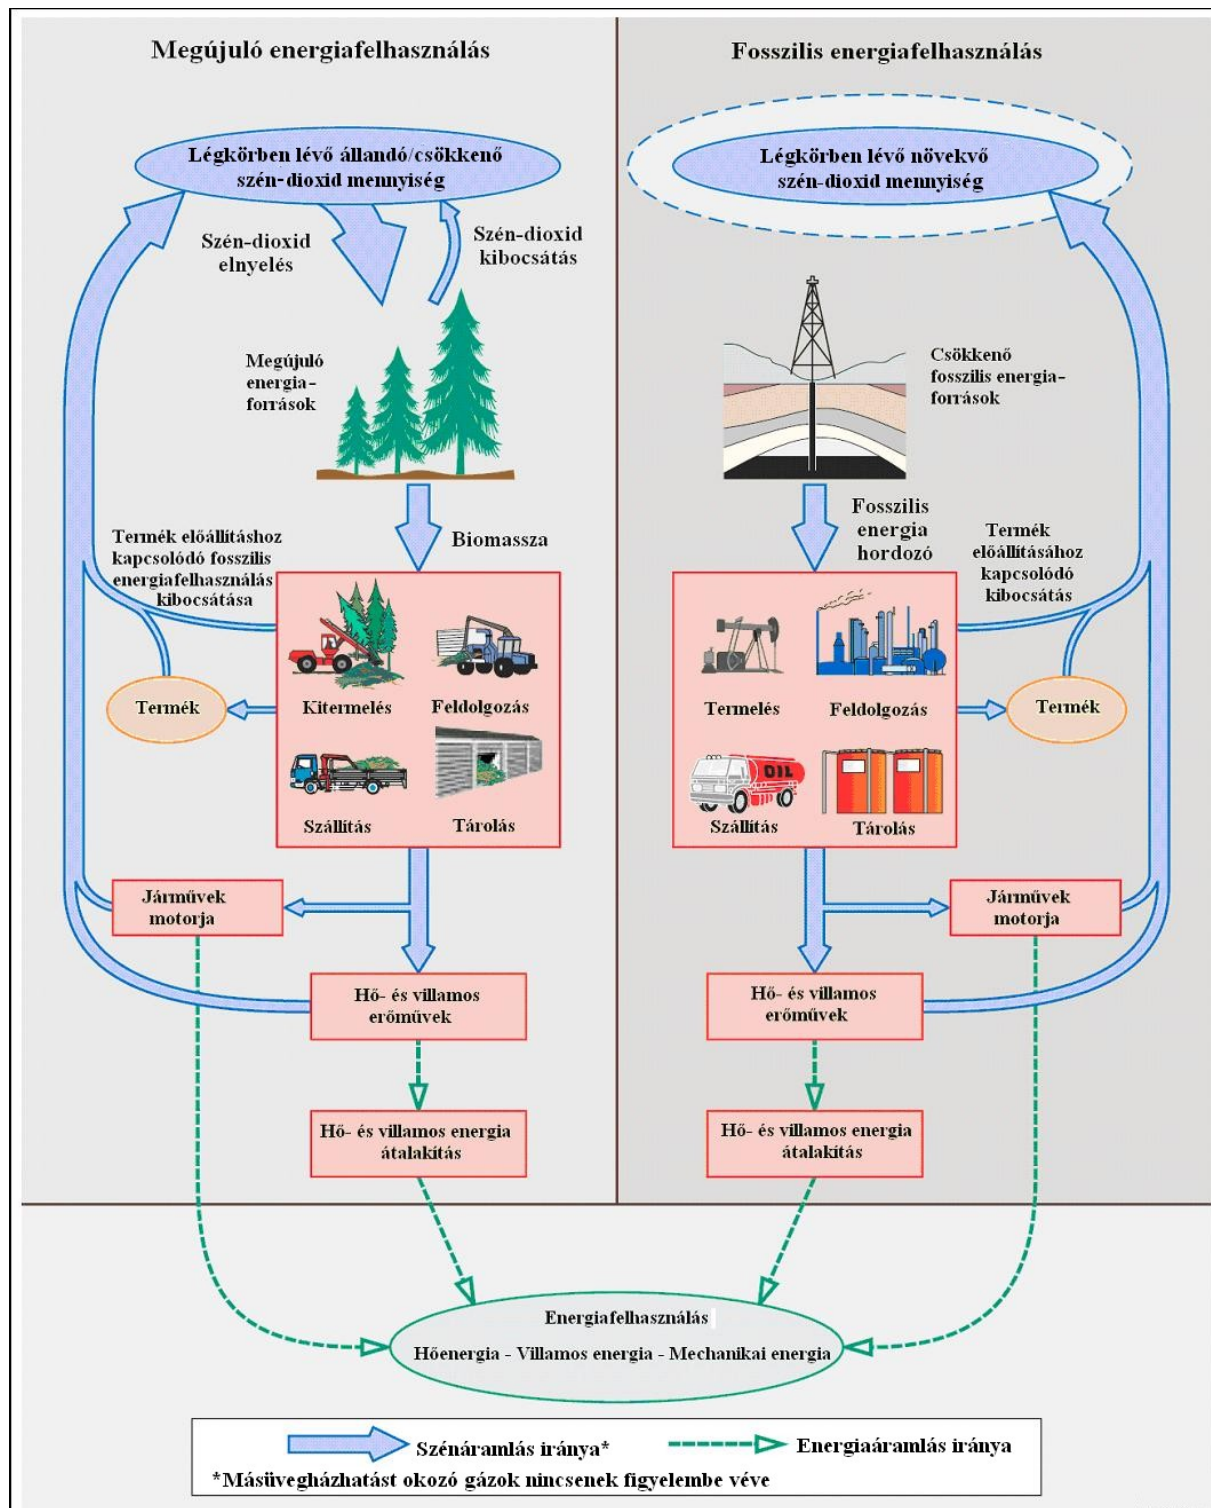 Megújuló energiafelhasználás
Légkörben lévő állandó/csökkenő
szén-dioxid mennyiség
Szén-dioxid
elnyelés
Szén-dioxid
kibocsátás
Megújuló
energia-
források
Biomassza
Termék előállításhoz
kapcsolódó fosszilis
energiafelhasználás
kibocsátása
Kitermelés
Feldolgozás
Termék
Szállítás
Tárolás
Járművek
motorja
Hő- és villamos
erőművek
Hő- és villamos energia
átalakítás
Fosszilis energiafelhasználás
Légkörben lévő növekvő
szén-dioxid mennyiség
Csökkenő
fosszilis energia-
források
Fosszilis
energia
hordozó
Termék
előállításához
kapcsolódó
kibocsátás
Termelés
Feldolgozás
Termék
OIL
Szállítás
Tárolás
Járművek
motorja
Hő- és villamos
erőművek
Hő- és villamos energia
átalakítás
Energiafelhasználás
Hőenergia - Villamos energia - Mechanikai energia
Szénáramlás iránya*
Energiaáramlás iránya
*Másüvegházhatást okozó gázok nincsenek figyelembe véve